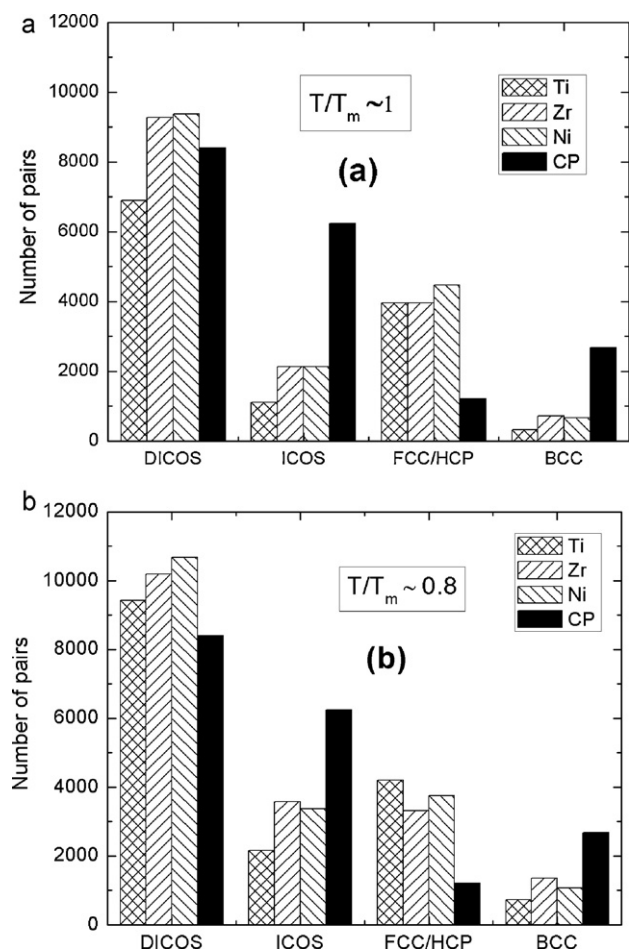 a
12000
10000
8000
6000
4000
2000
0
Number of pairs
T/Tm ~1
(a)
Ti
Zr
Ni
CP
DICOS ICOS FCC/HCP BCC
b
12000
10000
8000
6000
4000
2000
0
Number of pairs
T/Tm ~ 0.8
(b)
Ti
Zr
Ni
CP
DICOS ICOS FCC/HCP BCC